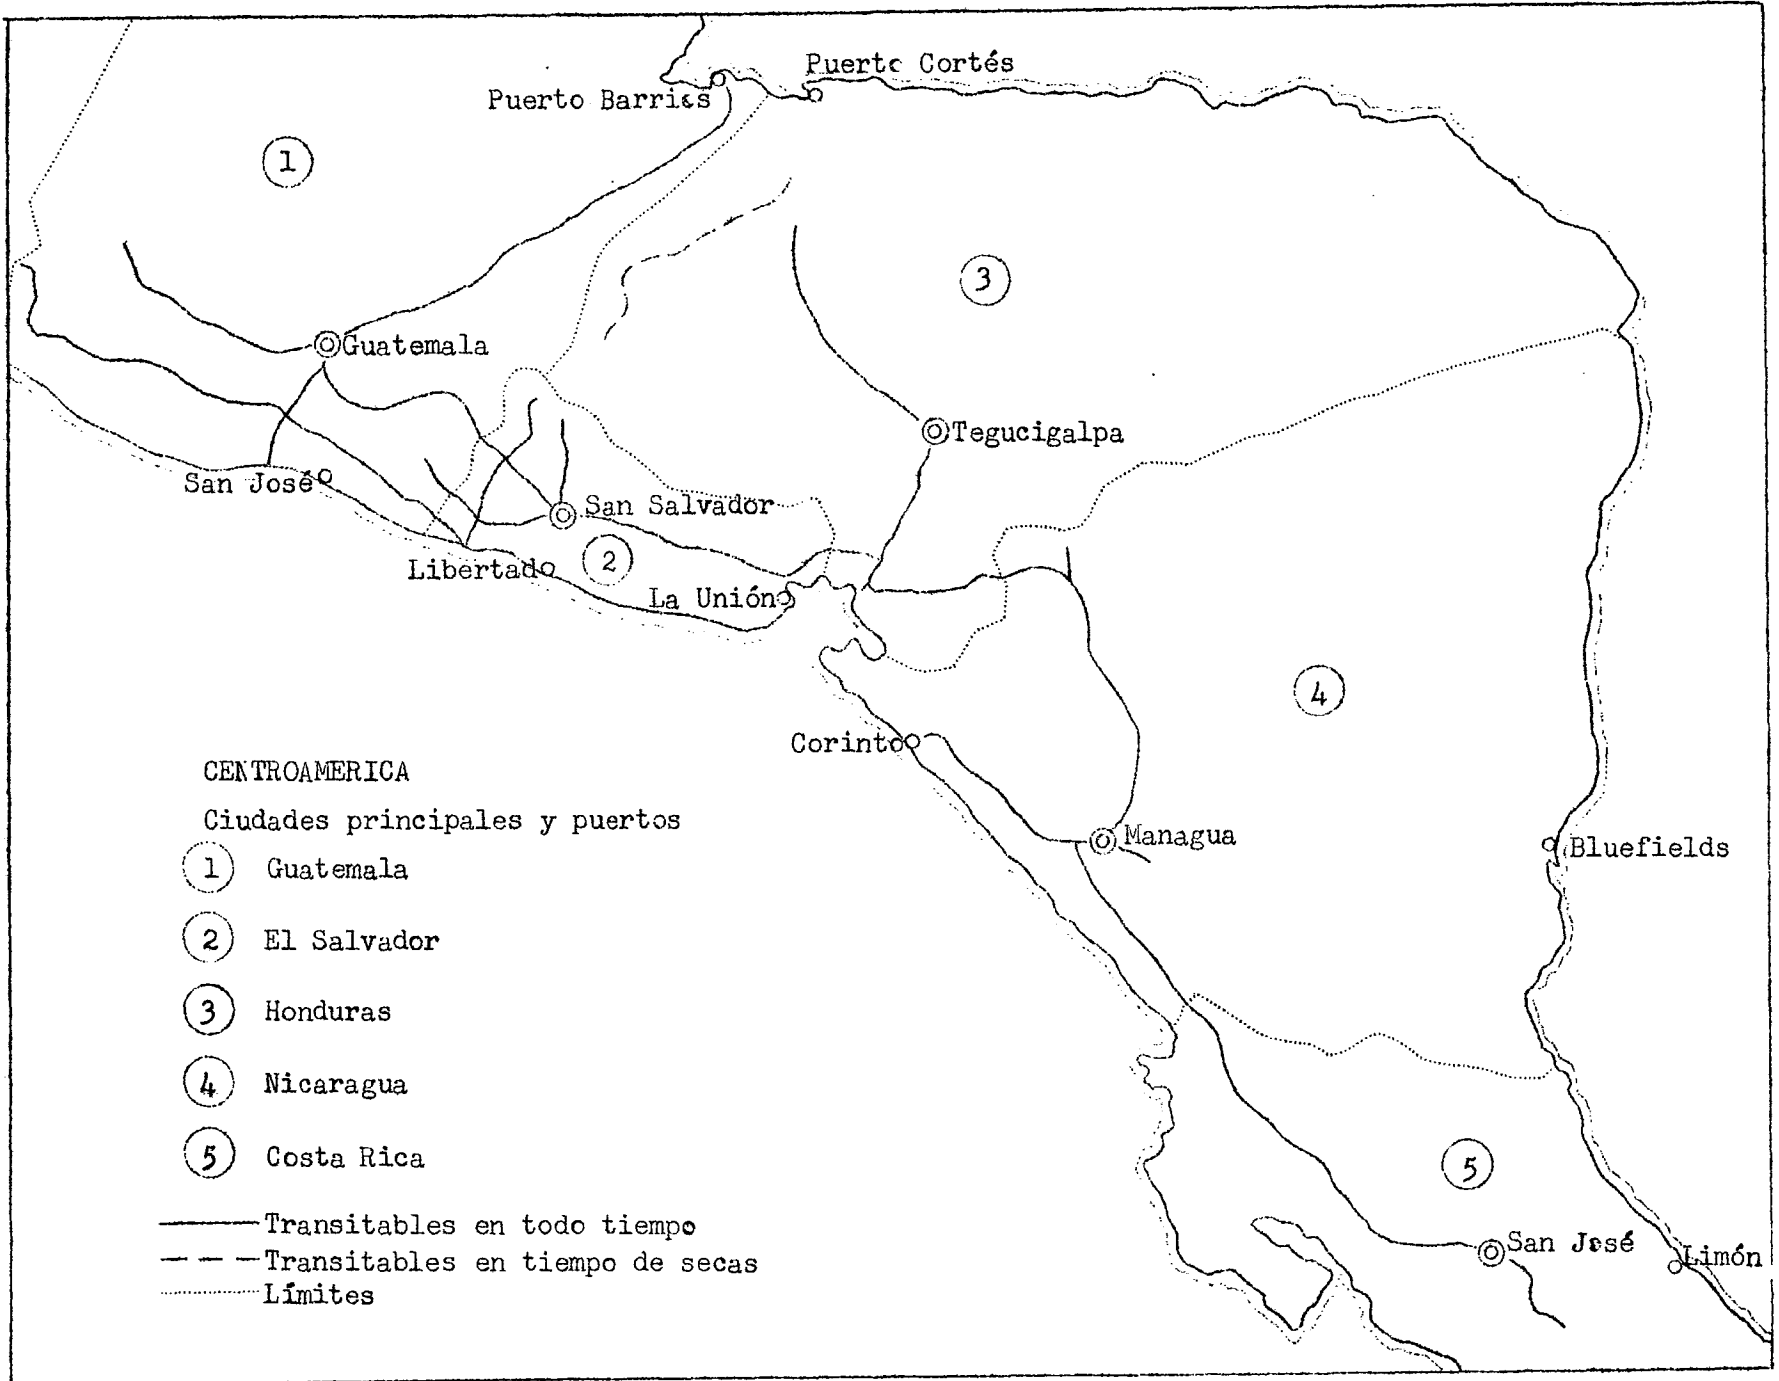 Puerto Cortés
Puerto Barrios
1
3
Guatemala
Tegucigalpa
San José
San Salvador
2
Libertad
La Unión
4
Corinto
CENTROAMERICA
Ciudades principales y puertos
Managua
Bluefields
1 Guatemala
2 El Salvador
3 Honduras
4 Nicaragua
5 Costa Rica
5
Transitables en todo tiempo
San José
Limón
Transitables en tiempo de secas
Límites